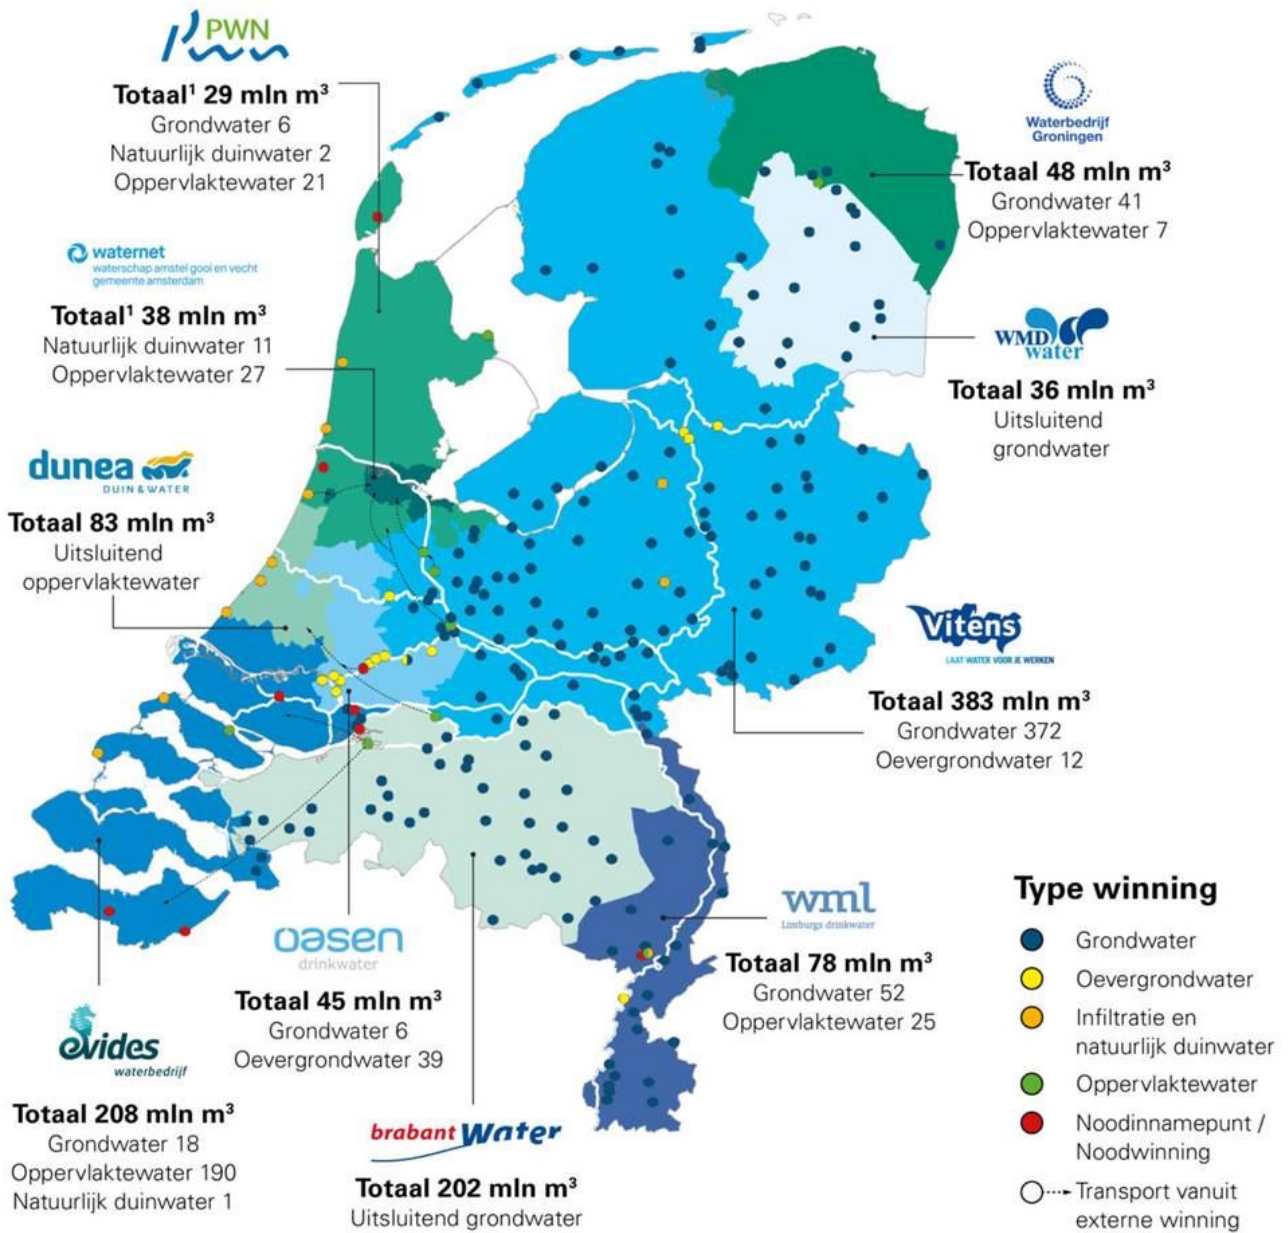 PWN
Totaal¹ 29 mln m³
Grondwater 6
Natuurlijk duinwater 2
Oppervlaktewater 21
waternet
waterschap amstel gooi en vecht
gemeente amsterdam
Totaal¹ 38 mln m³
Natuurlijk duinwater 11
Oppervlaktewater 27
dunea
DUIN & WATER
Totaal 83 mln m³
Uitsluitend
oppervlaktewater
Waterbedrijf
Groningen
Totaal 48 mln m³
Grondwater 41
Oppervlaktewater 7
WMD
water
Totaal 36 mln m³
Uitsluitend
grondwater
Vitens
LAAT WATER VOOR JE WERKEN
Totaal 383 mln m³
Grondwater 372
Oevergrondwater 12
wml
Limburgs drinkwater
Totaal 78 mln m³
Grondwater 52
Oppervlaktewater 25
oasen
drinkwater
Totaal 45 mln m³
Grondwater 6
Oevergrondwater 39
evides
waterbedrijf
Totaal 208 mln m³
Grondwater 18
Oppervlaktewater 190
Natuurlijk duinwater 1
brabant Water
Totaal 202 mln m³
Uitsluitend grondwater
Type winning
Grondwater
Oevergrondwater
Infiltratie en
natuurlijk duinwater
Oppervlaktewater
Noodinnamepunt /
Noodwinning
Transport vanuit
externe winning